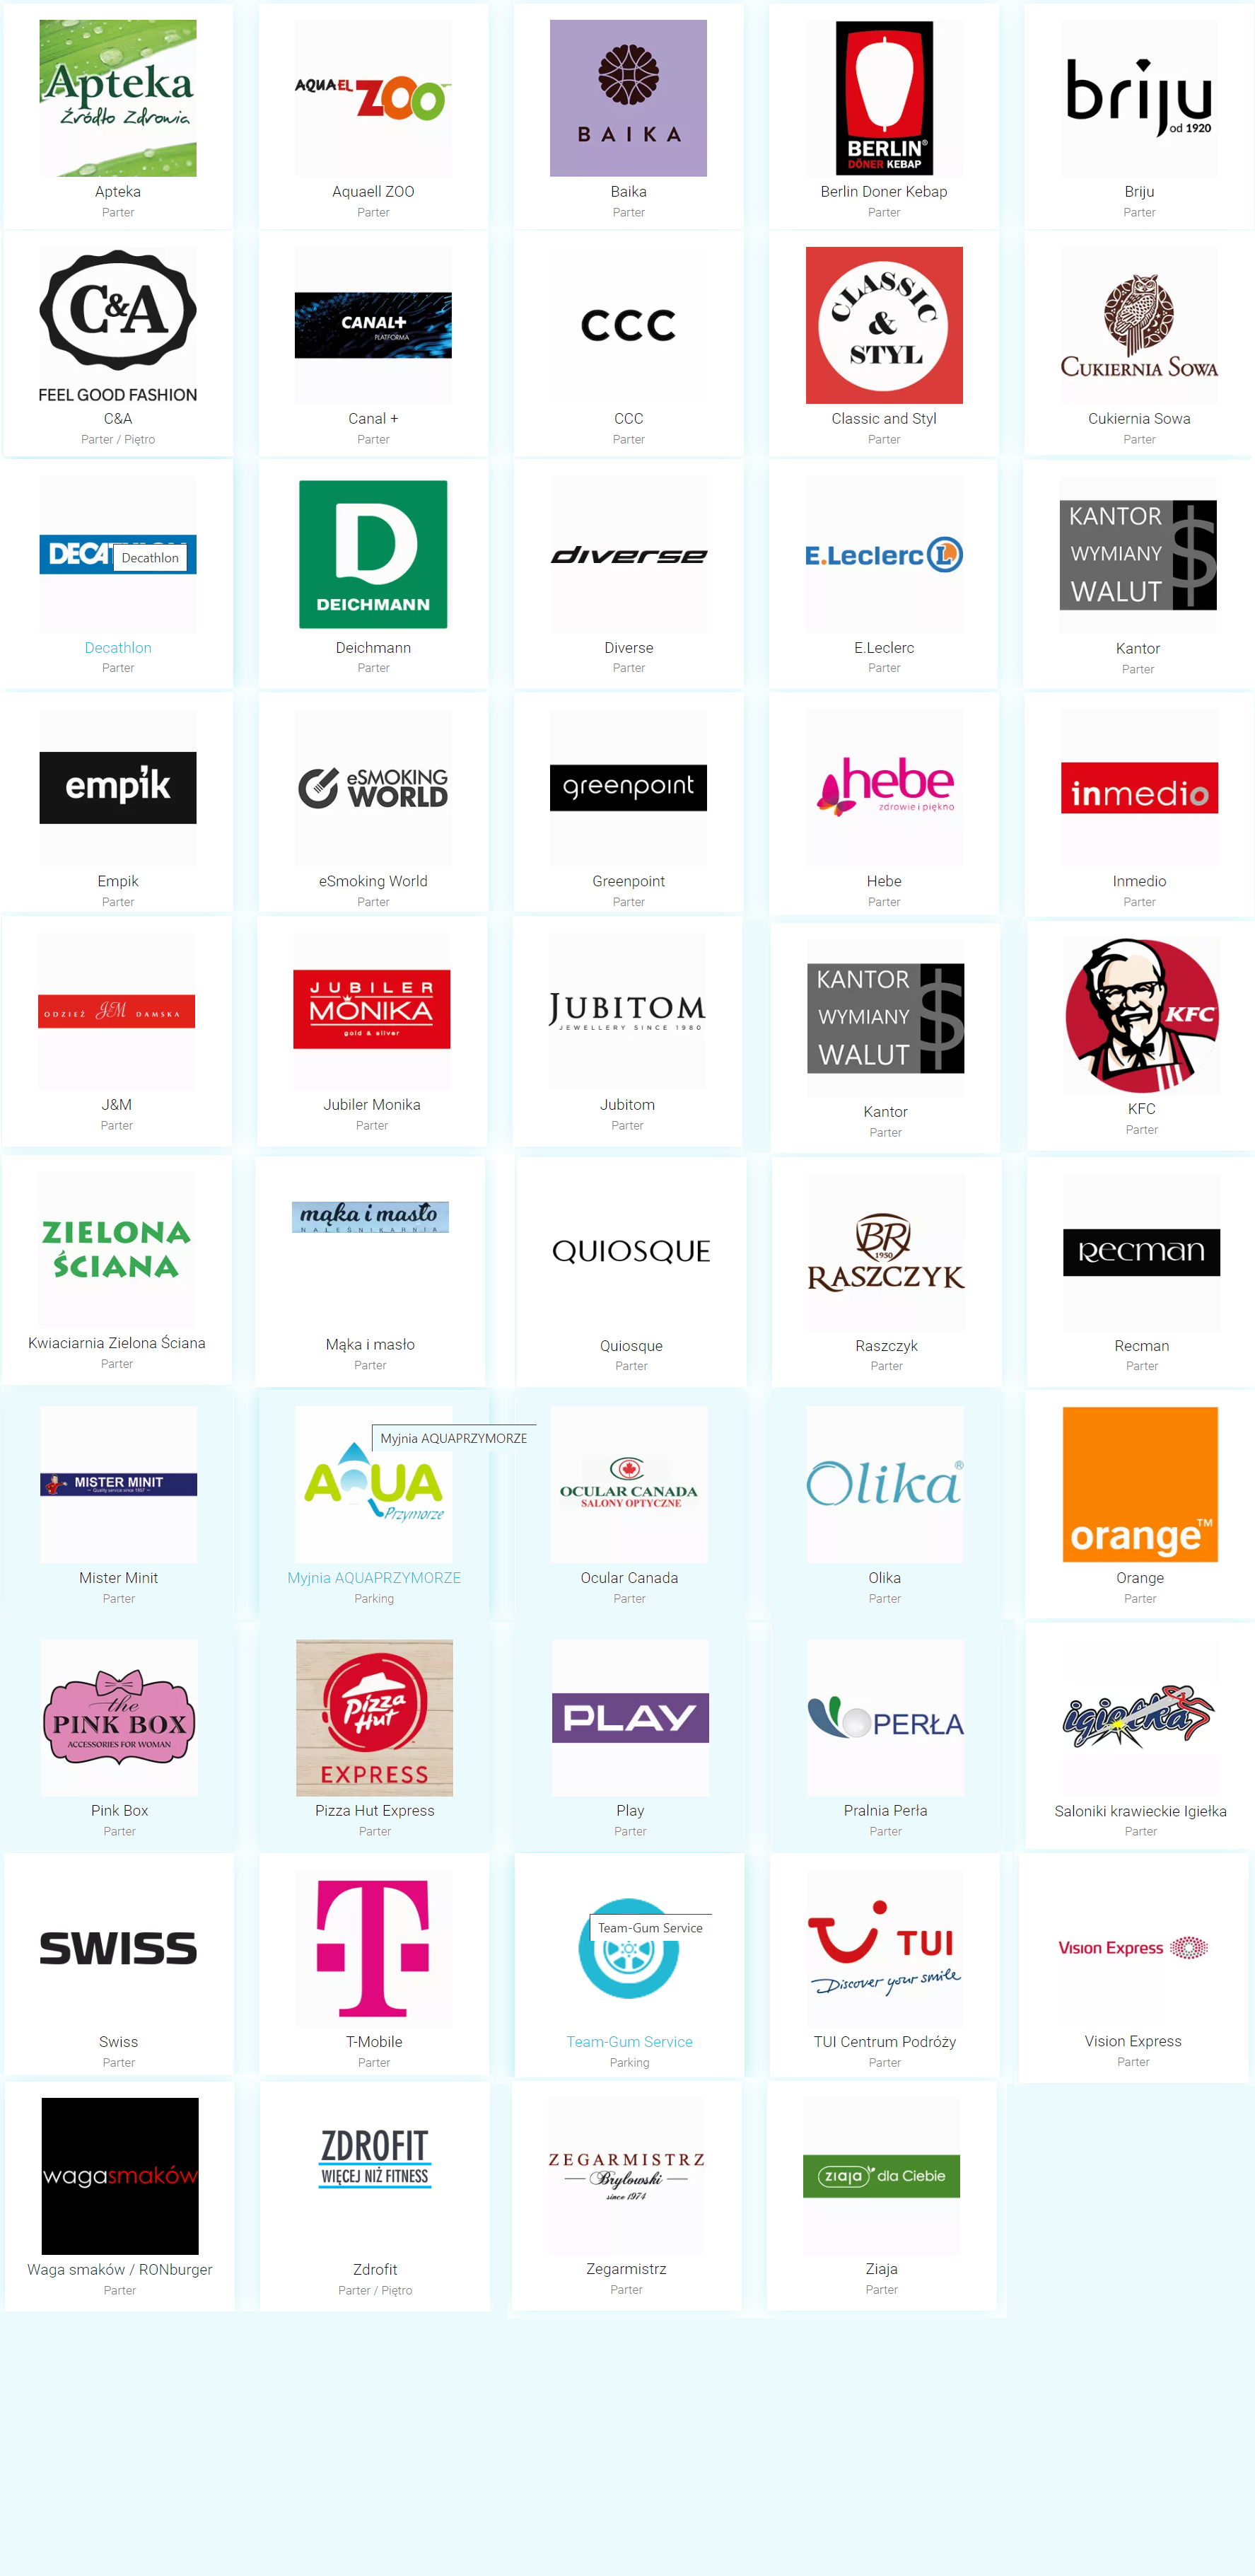 Apteka
Źródło Zdrowia
Apteka
Parter
AQUAEL ZOO
Aquaell ZOO
Parter
BAIKA
Baika
Parter
BERLIN®
DÖNER KEBAP
Berlin Doner Kebap
Parter
briju
od 1920
Briju
Parter
C&A
FEEL GOOD FASHION
C&A
Parter / Piętro
CANAL+
PLATFORMA
Canal +
Parter
CCC
CCC
Parter
CLASSIC
&
STYL
Classic and Styl
Parter
CUKIERNIA SOWA
Cukiernia Sowa
Parter
Decathlon
Decathlon
Parter
D
DEICHMANN
Deichmann
Parter
diverse
Diverse
Parter
E.Leclerc L
E.Leclerc
Parter
KANTOR
WYMIANY
WALUT
$
Kantor
Parter
empik
Empik
Parter
eSMOKING
WORLD
eSmoking World
Parter
greenpoint
Greenpoint
Parter
hebe
zdrowie i piękno
Hebe
Parter
inmedio
Inmedio
Parter
ODZIEŻ JM DAMSKA
J&M
Parter
JUBILER
MONIKA
gold & silver
Jubiler Monika
Parter
JUBITOM
JEWELLERY SINCE 1980
Jubitom
Parter
KANTOR
WYMIANY
WALUT
$
Kantor
Parter
KFC
KFC
Parter
ZIELONA
ŚCIANA
Kwiaciarnia Zielona Ściana
Parter
mąka i masło
NALEŚNIKARNIA
Mąka i masło
Parter
QUIOSQUE
Quiosque
Parter
BR
1950
RASZCZYK
Raszczyk
Parter
Recman
Recman
Parter
MISTER MINIT
Quality service since 1957
Mister Minit
Parter
Myjnia AQUAPRZYMORZE
AQUA
Przymorze
Myjnia AQUAPRZYMORZE
Parking
OCULAR CANADA
SALONY OPTYCZNE
Ocular Canada
Parter
Olika®
Olika
Parter
orange™
Orange
Parter
the
PINK BOX
ACCESSORIES FOR WOMAN
Pink Box
Parter
Pizza
Hut
EXPRESS
Pizza Hut Express
Parter
PLAY
Play
Parter
PERŁA
Pralnia Perła
Parter
igiełka
Saloniki krawieckie Igiełka
Parter
SWISS
Swiss
Parter
T
T-Mobile
Parter
Team-Gum Service
Team-Gum Service
Parking
TUI
Discover your smile
TUI Centrum Podróży
Parter
VISION EXPRESS
Vision Express
Parter
wagasmaków
Waga smaków / RONburger
Parter
ZDROFIT
WIĘCEJ NIŻ FITNESS
Zdrofit
Parter / Piętro
ZEGARMISTRZ
Brylowski
since 1974
Zegarmistrz
Parter
ziaja dla Ciebie
Ziaja
Parter